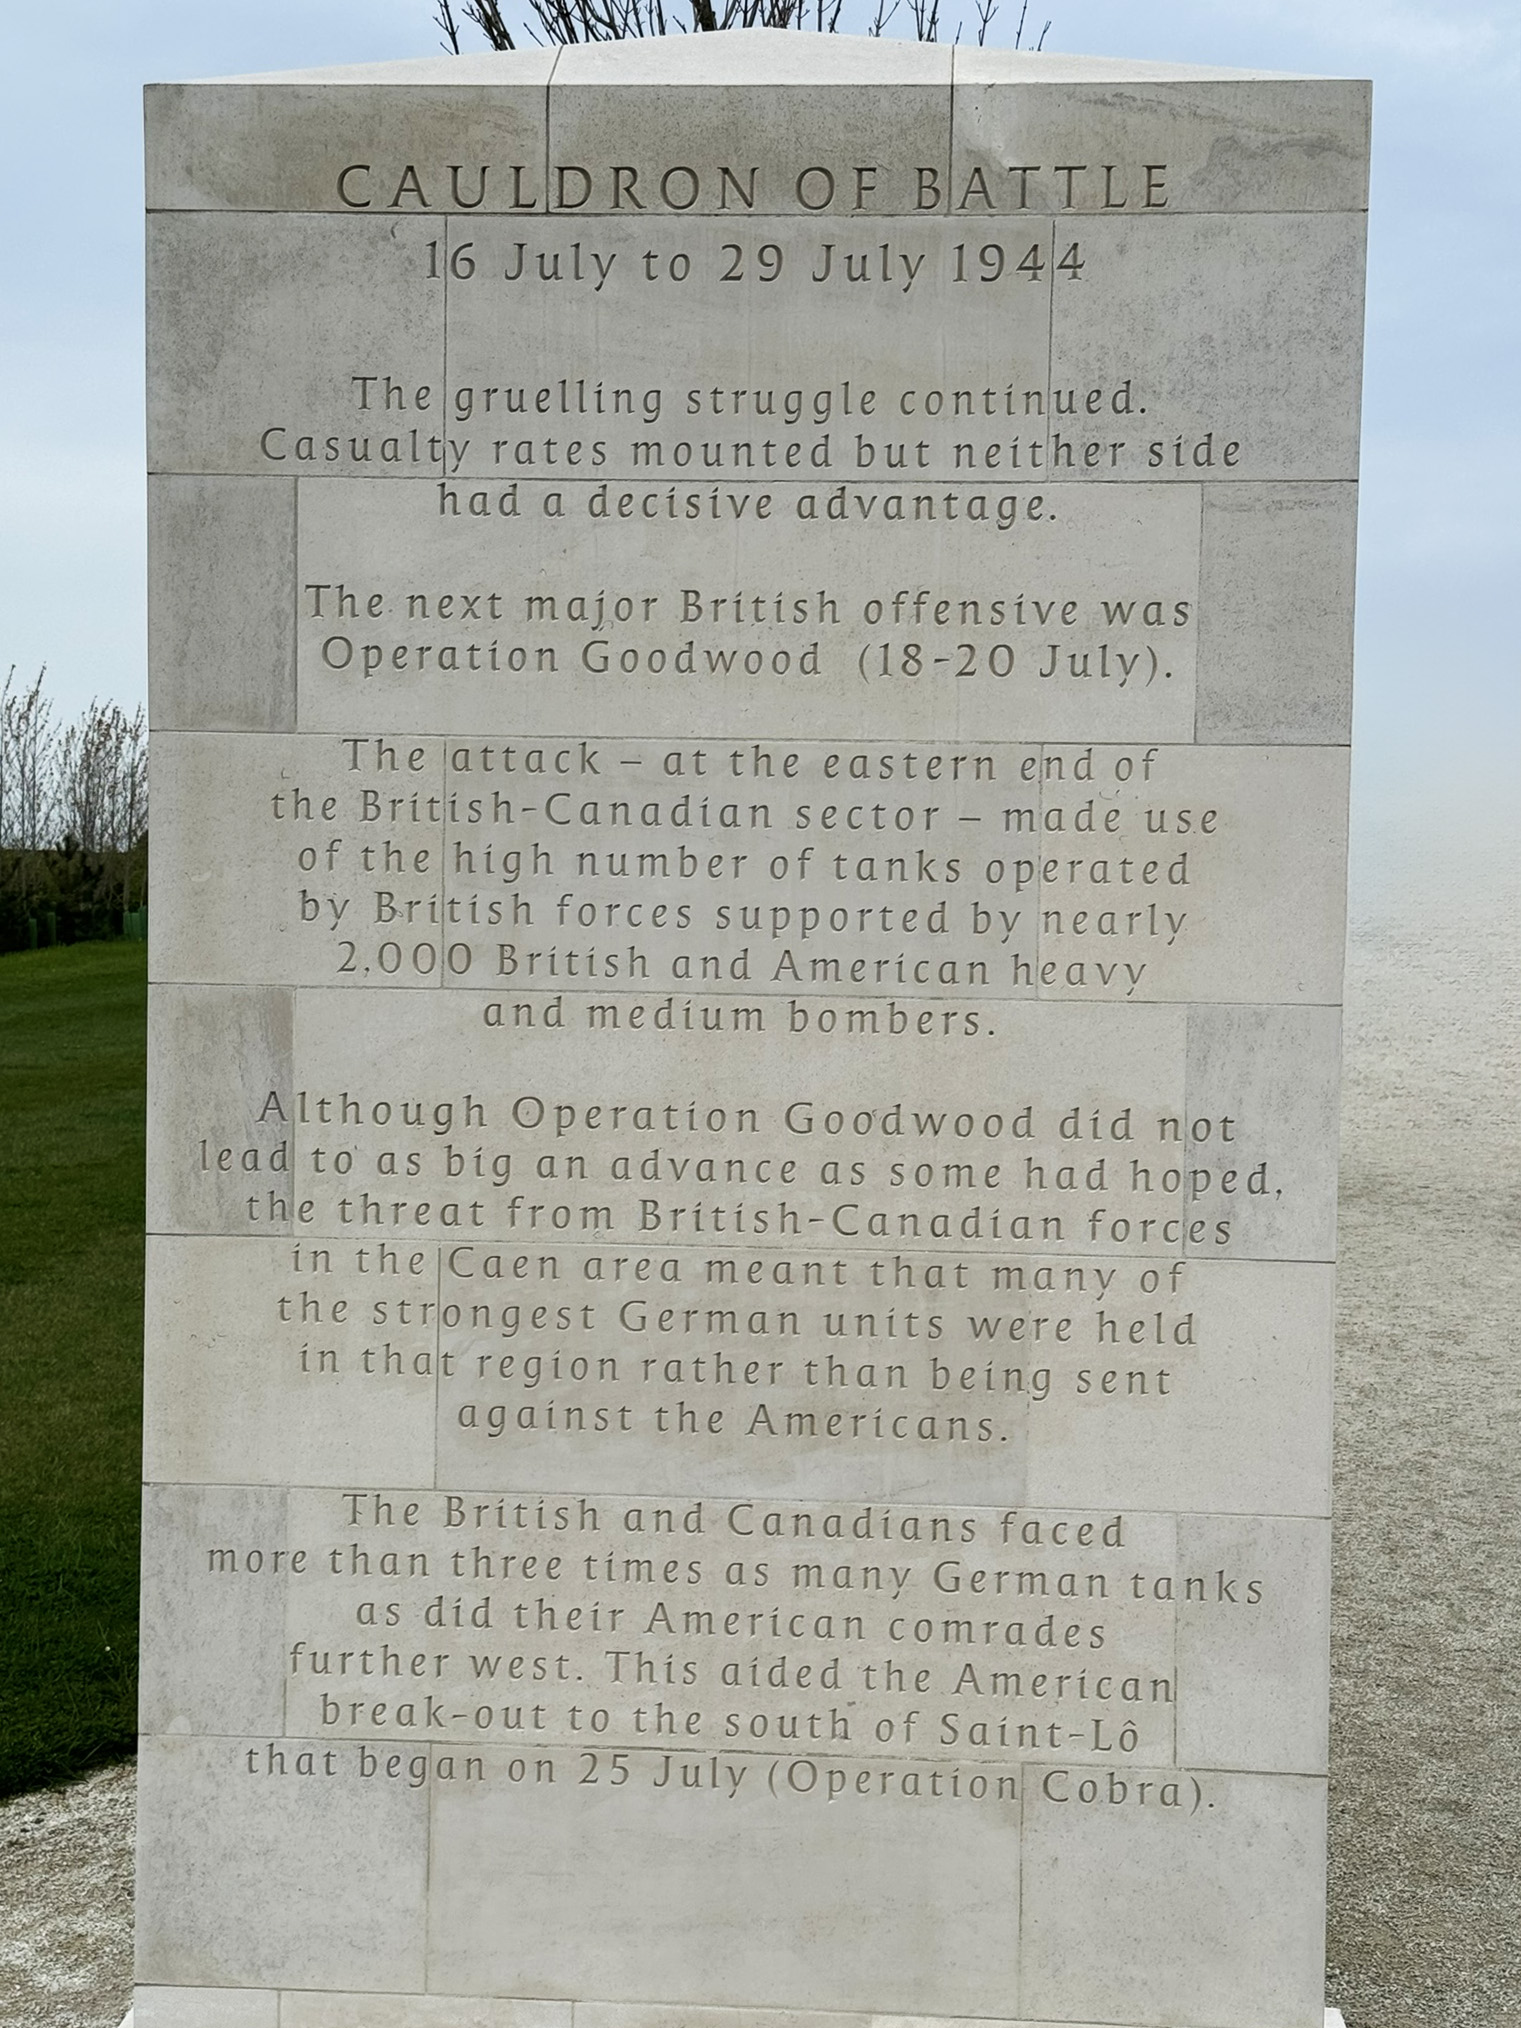 CAULDRON OF BATTLE
16 July to 29 July 1944
The gruelling struggle continued.
Casualty rates mounted but neither side
had a decisive advantage.
The next major British offensive was
Operation Goodwood (18-20 July).
The attack – at the eastern end of
the British-Canadian sector – made use
of the high number of tanks operated
by British forces supported by nearly
2,000 British and American heavy
and medium bombers.
Although Operation Goodwood did not
lead to as big an advance as some had hoped,
the threat from British-Canadian forces
in the Caen area meant that many of
the strongest German units were held
in that region rather than being sent
against the Americans.
The British and Canadians faced
more than three times as many German tanks
as did their American comrades
further west. This aided the American
break-out to the south of Saint-Lô
that began on 25 July (Operation Cobra).